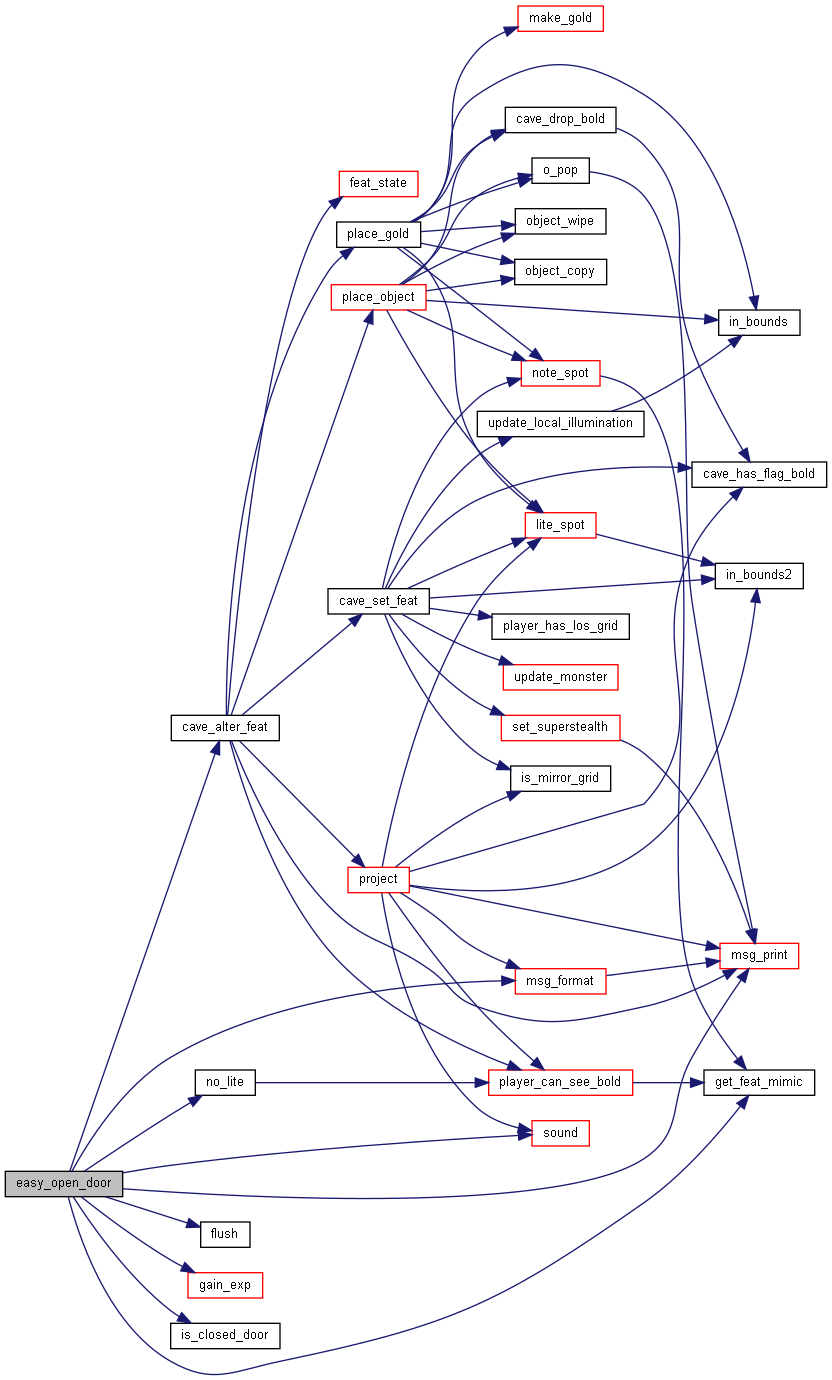 make_gold
cave_drop_bold
o_pop
feat_state
object_wipe
place_gold
object_copy
place_object
in_bounds
note_spot
update_local_illumination
cave_has_flag_bold
lite_spot
in_bounds2
cave_set_feat
player_has_los_grid
update_monster
cave_alter_feat
set_superstealth
is_mirror_grid
project
msg_print
msg_format
no_lite
player_can_see_bold
get_feat_mimic
sound
easy_open_door
flush
gain_exp
is_closed_door